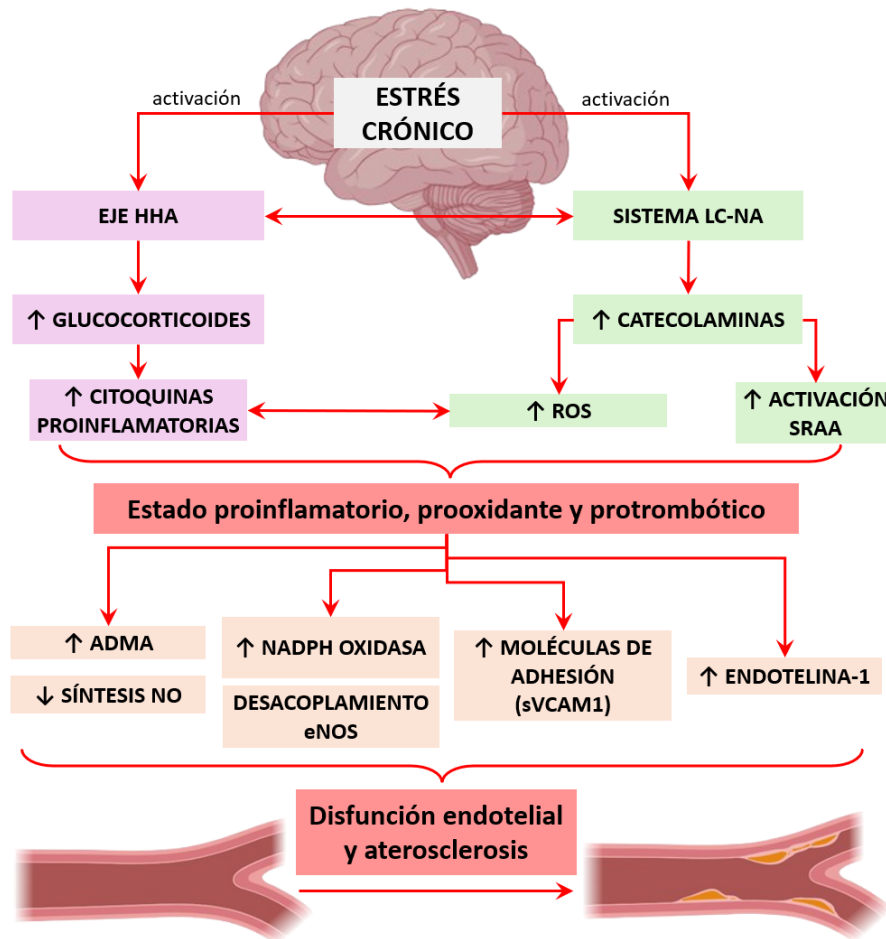 ESTRÉS
CRÓNICO
activación
activación
EJE HHA
SISTEMA LC-NA
↑ GLUCOCORTICOIDES
↑ CATECOLAMINAS
↑ CITOQUINAS
PROINFLAMATORIAS
↑ ROS
↑ ACTIVACIÓN
SRAA
Estado proinflamatorio, prooxidante y protrombótico
↑ ADMA
↓ SÍNTESIS NO
↑ NADPH OXIDASA
DESACOPLAMIENTO
eNOS
↑ MOLÉCULAS DE
ADHESIÓN
(sVCAM1)
↑ ENDOTELINA-1
Disfunción endotelial
y aterosclerosis